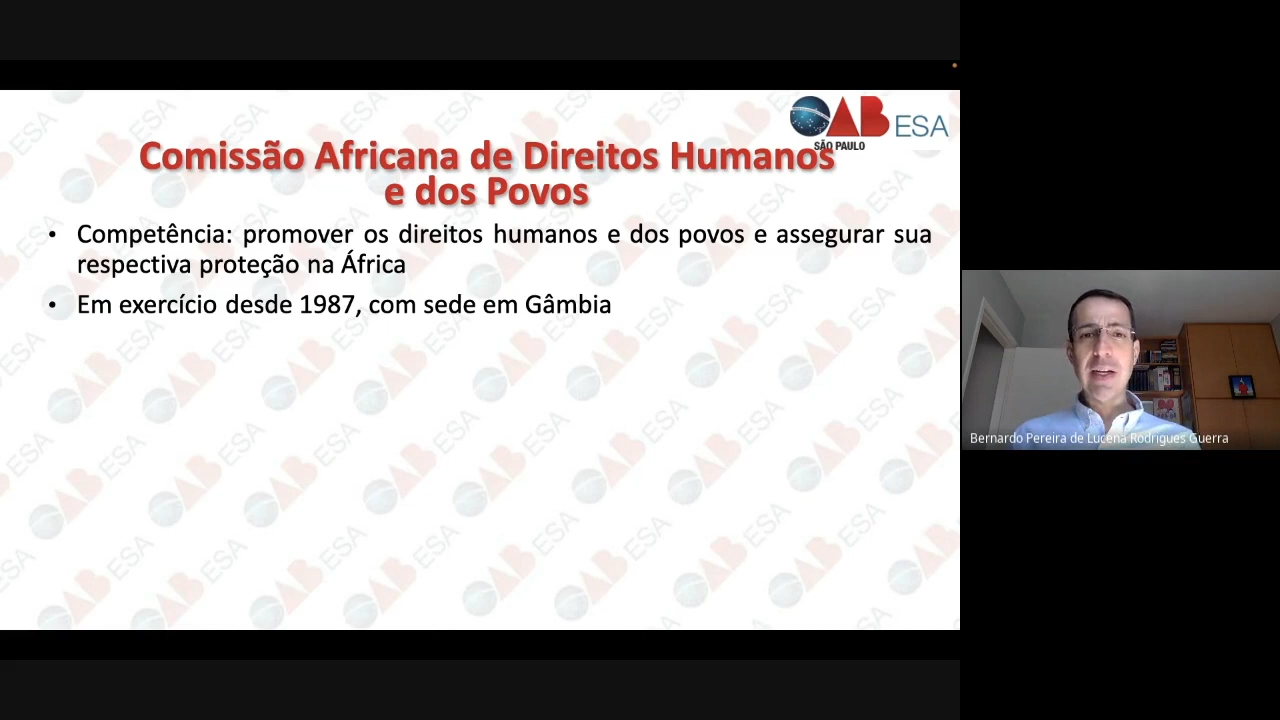 OAB ESA
SÃO PAULO
Comissão Africana de Direitos Humanos
e dos Povos
• Competência: promover os direitos humanos e dos povos e assegurar sua
respectiva proteção na África
• Em exercício desde 1987, com sede em Gâmbia
Bernardo Pereira de Lucena Rodrigues Guerra